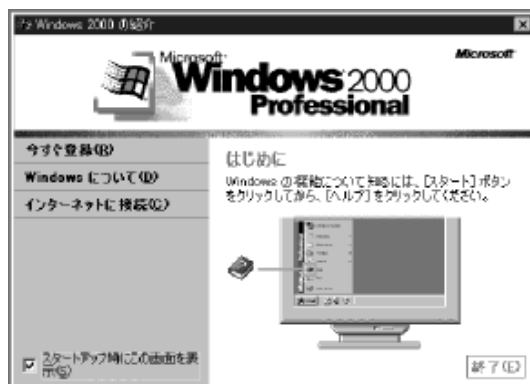 Windows 2000 の紹介
Microsoft
Microsoft
Windows 2000
Professional
今すぐ登録(R)
Windows について(D)
インターネットに接続(C)
はじめに
Windows の機能について知るには、[スタート] ボタン
をクリックしてから、[ヘルプ] をクリックしてください。
スタートアップ時にこの画面を表
示(S)
終了(E)